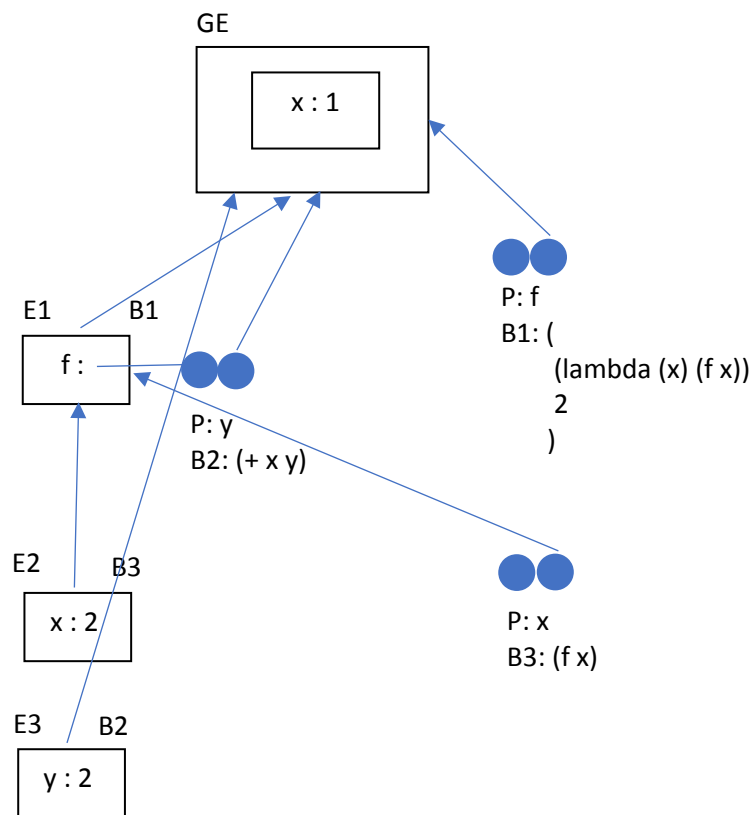 GE
x : 1
P: f
B1: (
(lambda (x) (f x))
2
)
E1 B1
f :
P: y
B2: (+ x y)
E2 B3
x : 2
P: x
B3: (f x)
E3 B2
y : 2